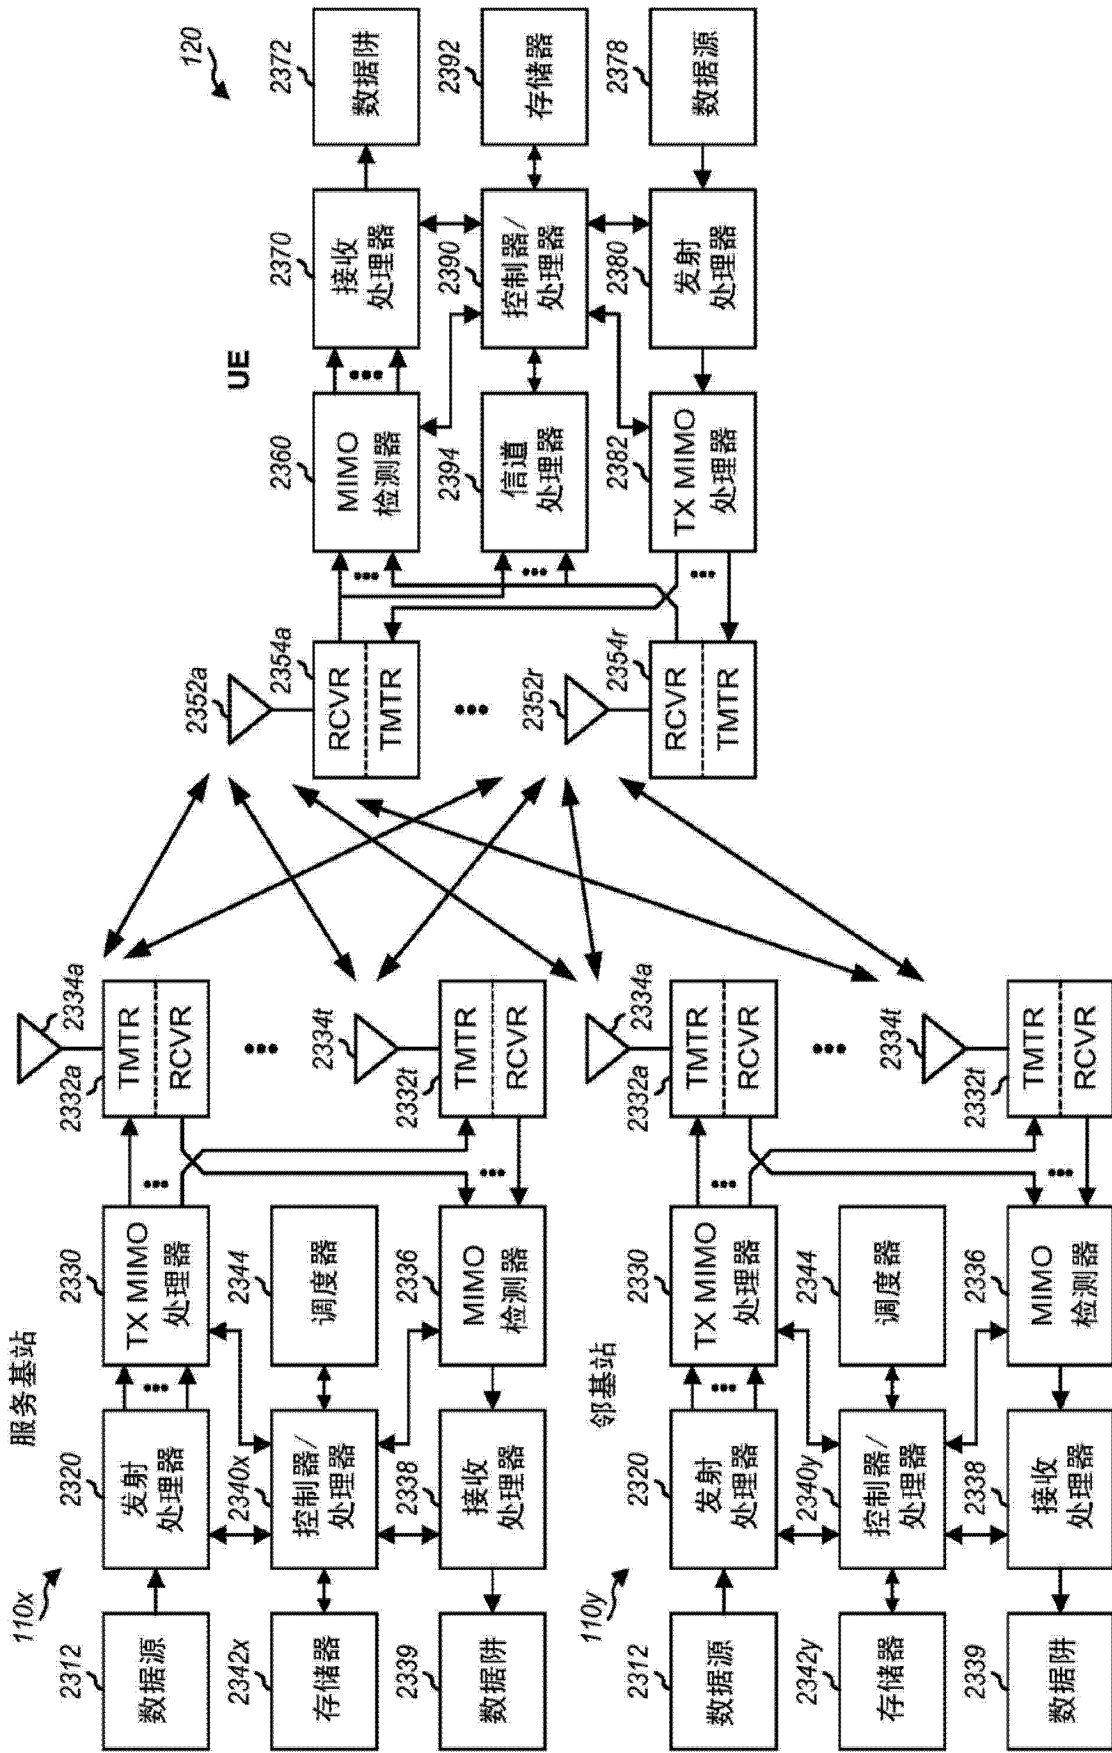 服务基站
110x
2312
数据源
2320
发射
处理器
2330
TX MIMO
处理器
2332a
TMTR
RCVR
2334a
2342x
存储器
2340x
控制器/
处理器
2344
调度器
2334t
2339
数据阱
2338
接收
处理器
2336
MIMO
检测器
2332t
TMTR
RCVR
邻基站
110y
2312
数据源
2320
发射
处理器
2330
TX MIMO
处理器
2332a
TMTR
RCVR
2334a
2342y
存储器
2340y
控制器/
处理器
2344
调度器
2334t
2339
数据阱
2338
接收
处理器
2336
MIMO
检测器
2332t
TMTR
RCVR
UE
120
2352a
2354a
RCVR
TMTR
2360
MIMO
检测器
2370
接收
处理器
2372
数据阱
2394
信道
处理器
2390
控制器/
处理器
2392
存储器
2352r
2354r
RCVR
TMTR
2382
TX MIMO
处理器
2380
发射
处理器
2378
数据源